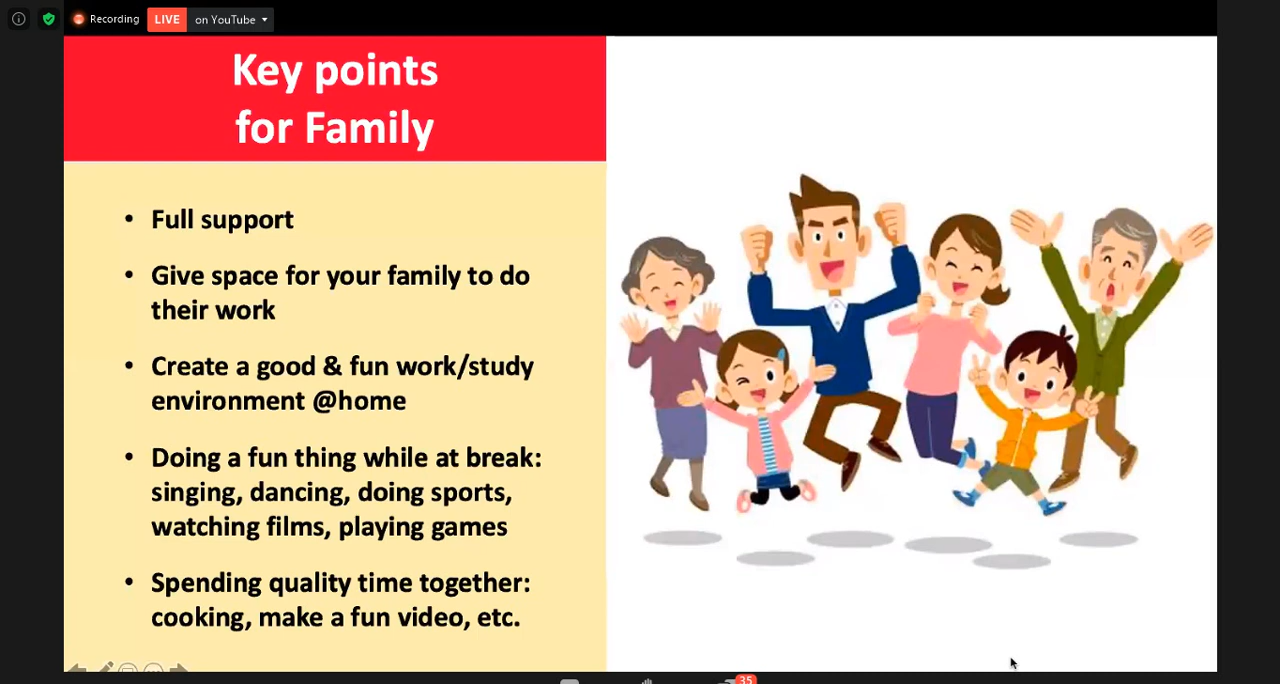 Recording LIVE on YouTube
Key points
for Family
• Full support
• Give space for your family to do
their work
• Create a good & fun work/study
environment @home
• Doing a fun thing while at break:
singing, dancing, doing sports,
watching films, playing games
• Spending quality time together:
cooking, make a fun video, etc.
35